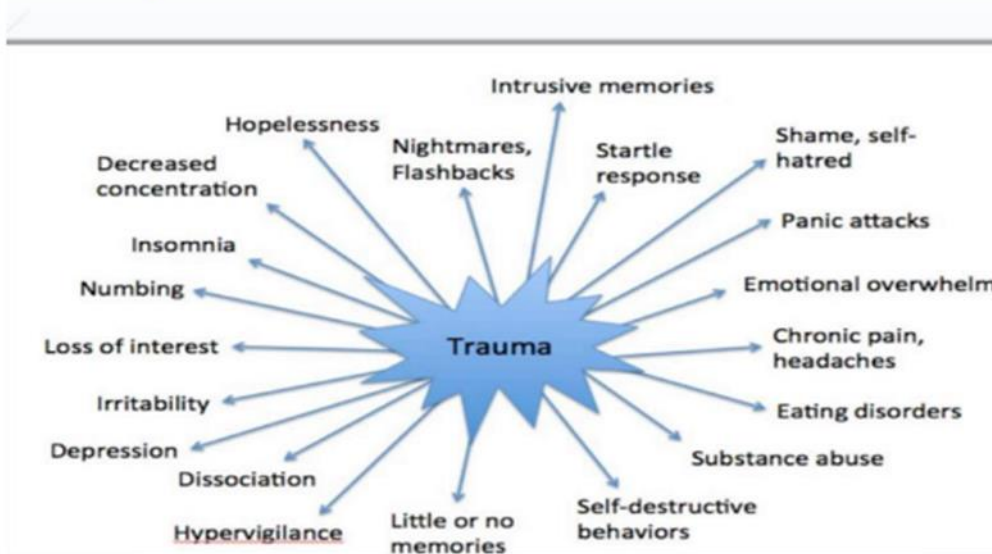 Intrusive memories
Hopelessness
Nightmares,
Flashbacks
Startle
response
Shame, self-
hatred
Decreased
concentration
Panic attacks
Insomnia
Emotional overwhelm
Numbing
Trauma
Chronic pain,
headaches
Loss of interest
Irritability
Eating disorders
Depression
Substance abuse
Dissociation
Self-destructive
behaviors
Hypervigilance
Little or no
memories